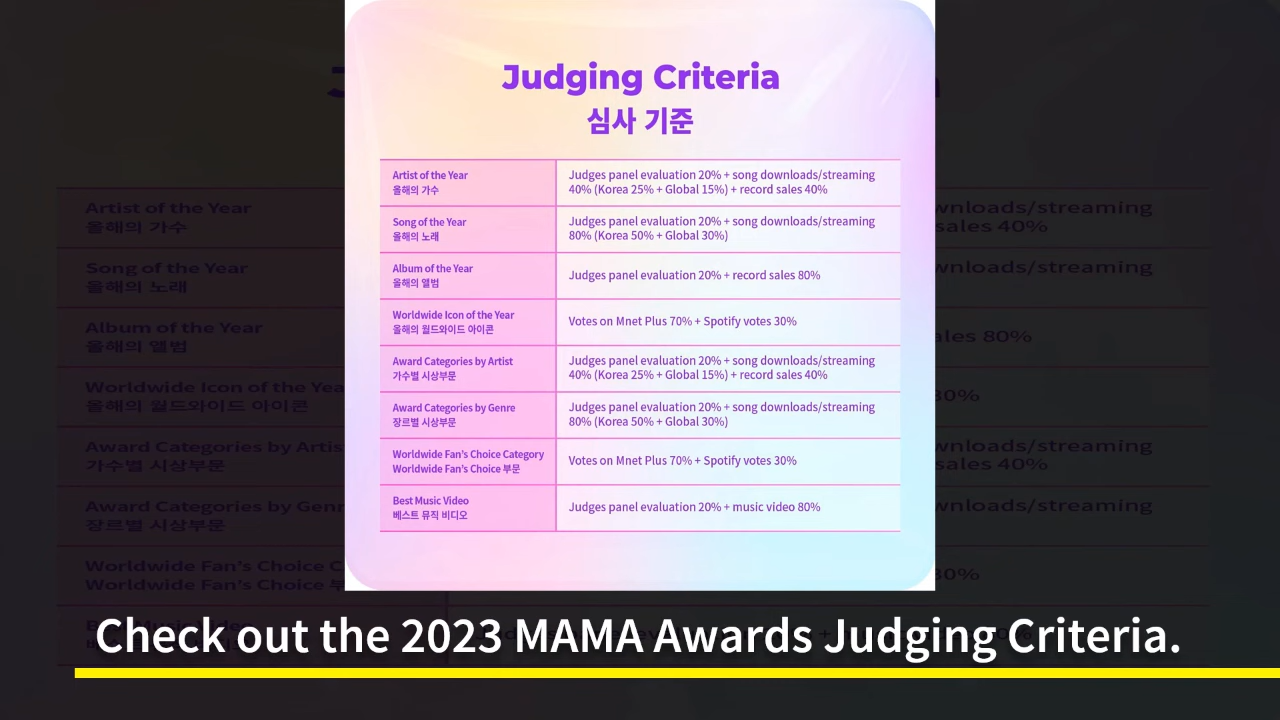 Judging Criteria
심사 기준
Artist of the Year
올해의 가수
Judges panel evaluation 20% + song downloads/streaming
40% (Korea 25% + Global 15%) + record sales 40%
Song of the Year
올해의 노래
Judges panel evaluation 20% + song downloads/streaming
80% (Korea 50% + Global 30%)
Album of the Year
올해의 앨범
Judges panel evaluation 20% + record sales 80%
Worldwide Icon of the Year
올해의 월드와이드 아이콘
Votes on Mnet Plus 70% + Spotify votes 30%
Award Categories by Artist
가수별 시상부문
Judges panel evaluation 20% + song downloads/streaming
40% (Korea 25% + Global 15%) + record sales 40%
Award Categories by Genre
장르별 시상부문
Judges panel evaluation 20% + song downloads/streaming
80% (Korea 50% + Global 30%)
Worldwide Fan's Choice Category
Worldwide Fan's Choice 부문
Votes on Mnet Plus 70% + Spotify votes 30%
Best Music Video
베스트 뮤직 비디오
Judges panel evaluation 20% + music video 80%
Check out the 2023 MAMA Awards Judging Criteria.